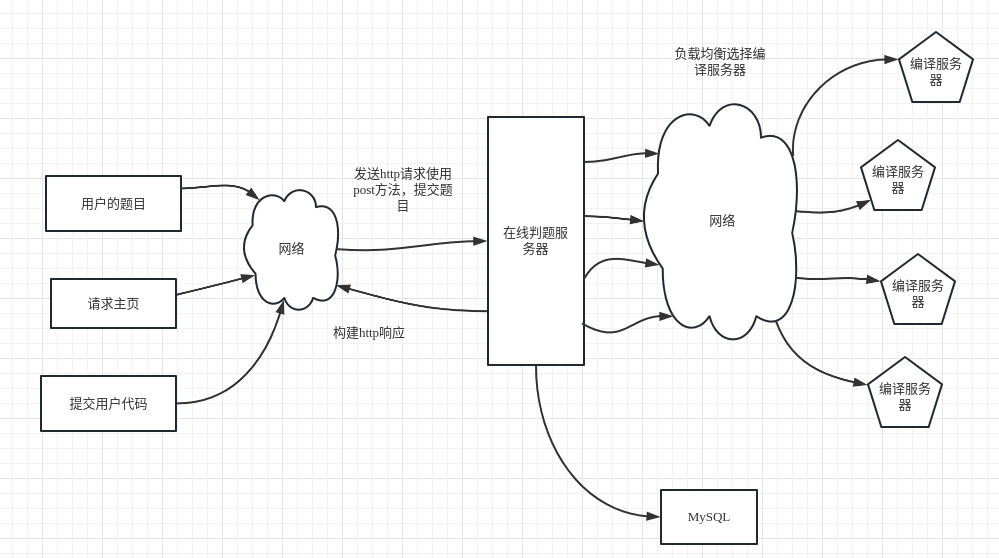 用户的题目
请求主页
提交用户代码
网络
发送http请求使用
post方法，提交题
目
构建http响应
在线判题服
务器
MySQL
负载均衡选择编
译服务器
网络
编译服务
器
编译服务
器
编译服务
器
编译服务
器